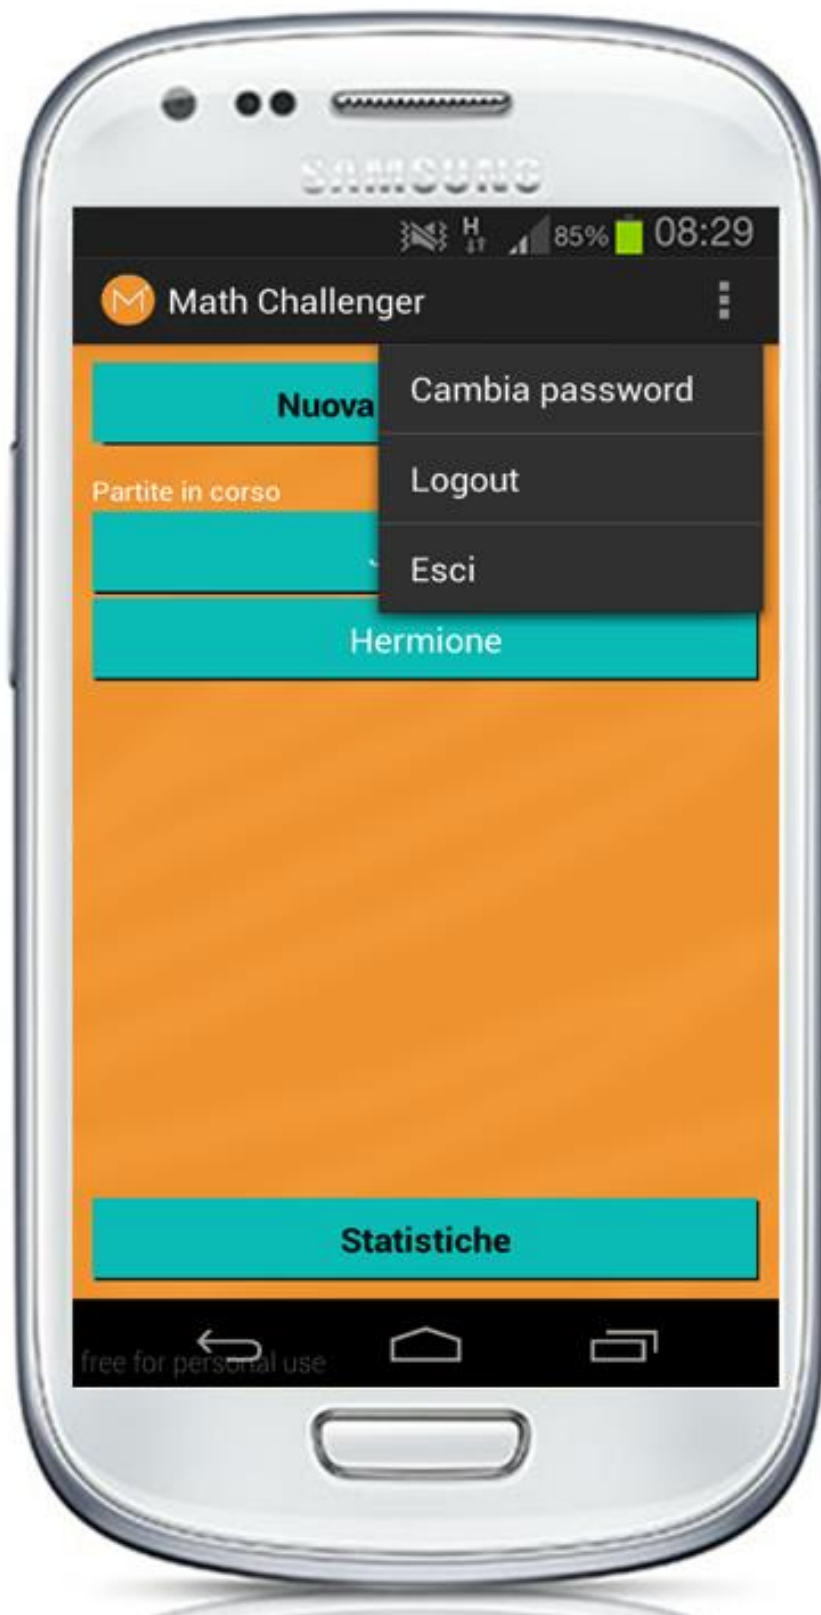 SAMSUNG
H 85% 08:29
Math Challenger
Cambia password
Nuova
Logout
Partite in corso
Esci
Hermione
Statistiche
free for personal use